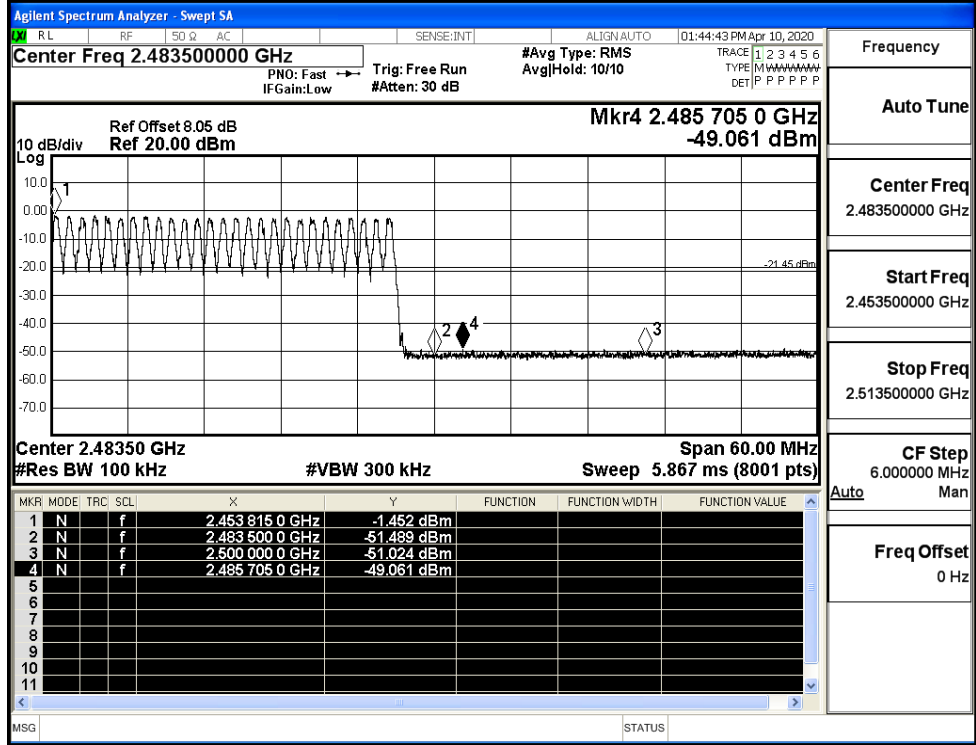 Agilent Spectrum Analyzer - Swept SA
LXI RL RF 50 Ω AC SENSE:INT ALIGN AUTO 01:44:43 PM Apr 10, 2020
Center Freq 2.483500000 GHz
PNO: Fast
IFGain:Low
Trig: Free Run
#Atten: 30 dB
#Avg Type: RMS
Avg|Hold: 10/10
TRACE 1 2 3 4 5 6
TYPE M WWWWW
DET P P P P P P
Mkr4 2.485 705 0 GHz
-49.061 dBm
Ref Offset 8.05 dB
10 dB/div Ref 20.00 dBm
Log
10.0
0.00
-10.0
-20.0
-30.0
-40.0
-50.0
-60.0
-70.0
1
2
4
3
-21.45 dBm
Center 2.48350 GHz Span 60.00 MHz
#Res BW 100 kHz #VBW 300 kHz Sweep 5.867 ms (8001 pts)
MKR MODE TRC SCL X Y FUNCTION FUNCTION WIDTH FUNCTION VALUE
1 N f 2.453 815 0 GHz -1.452 dBm
2 N f 2.483 500 0 GHz -51.489 dBm
3 N f 2.500 000 0 GHz -51.024 dBm
4 N f 2.485 705 0 GHz -49.061 dBm
5
6
7
8
9
10
11
MSG STATUS
Frequency
Auto Tune
Center Freq
2.483500000 GHz
Start Freq
2.453500000 GHz
Stop Freq
2.513500000 GHz
CF Step
6.000000 MHz
Auto Man
Freq Offset
0 Hz